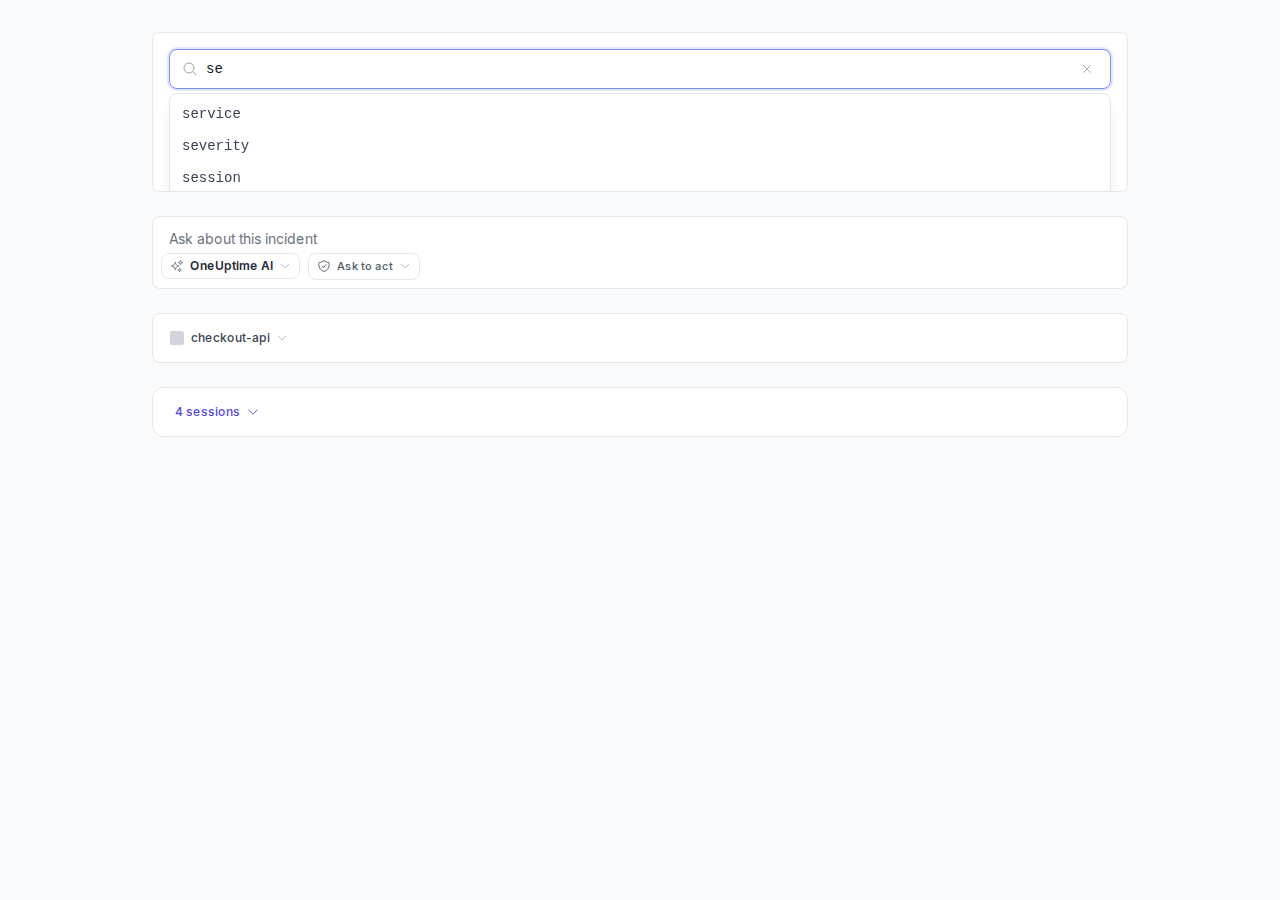 se
service
severity
session
Ask about this incident
OneUptime AI
Ask to act
checkout-api
4 sessions